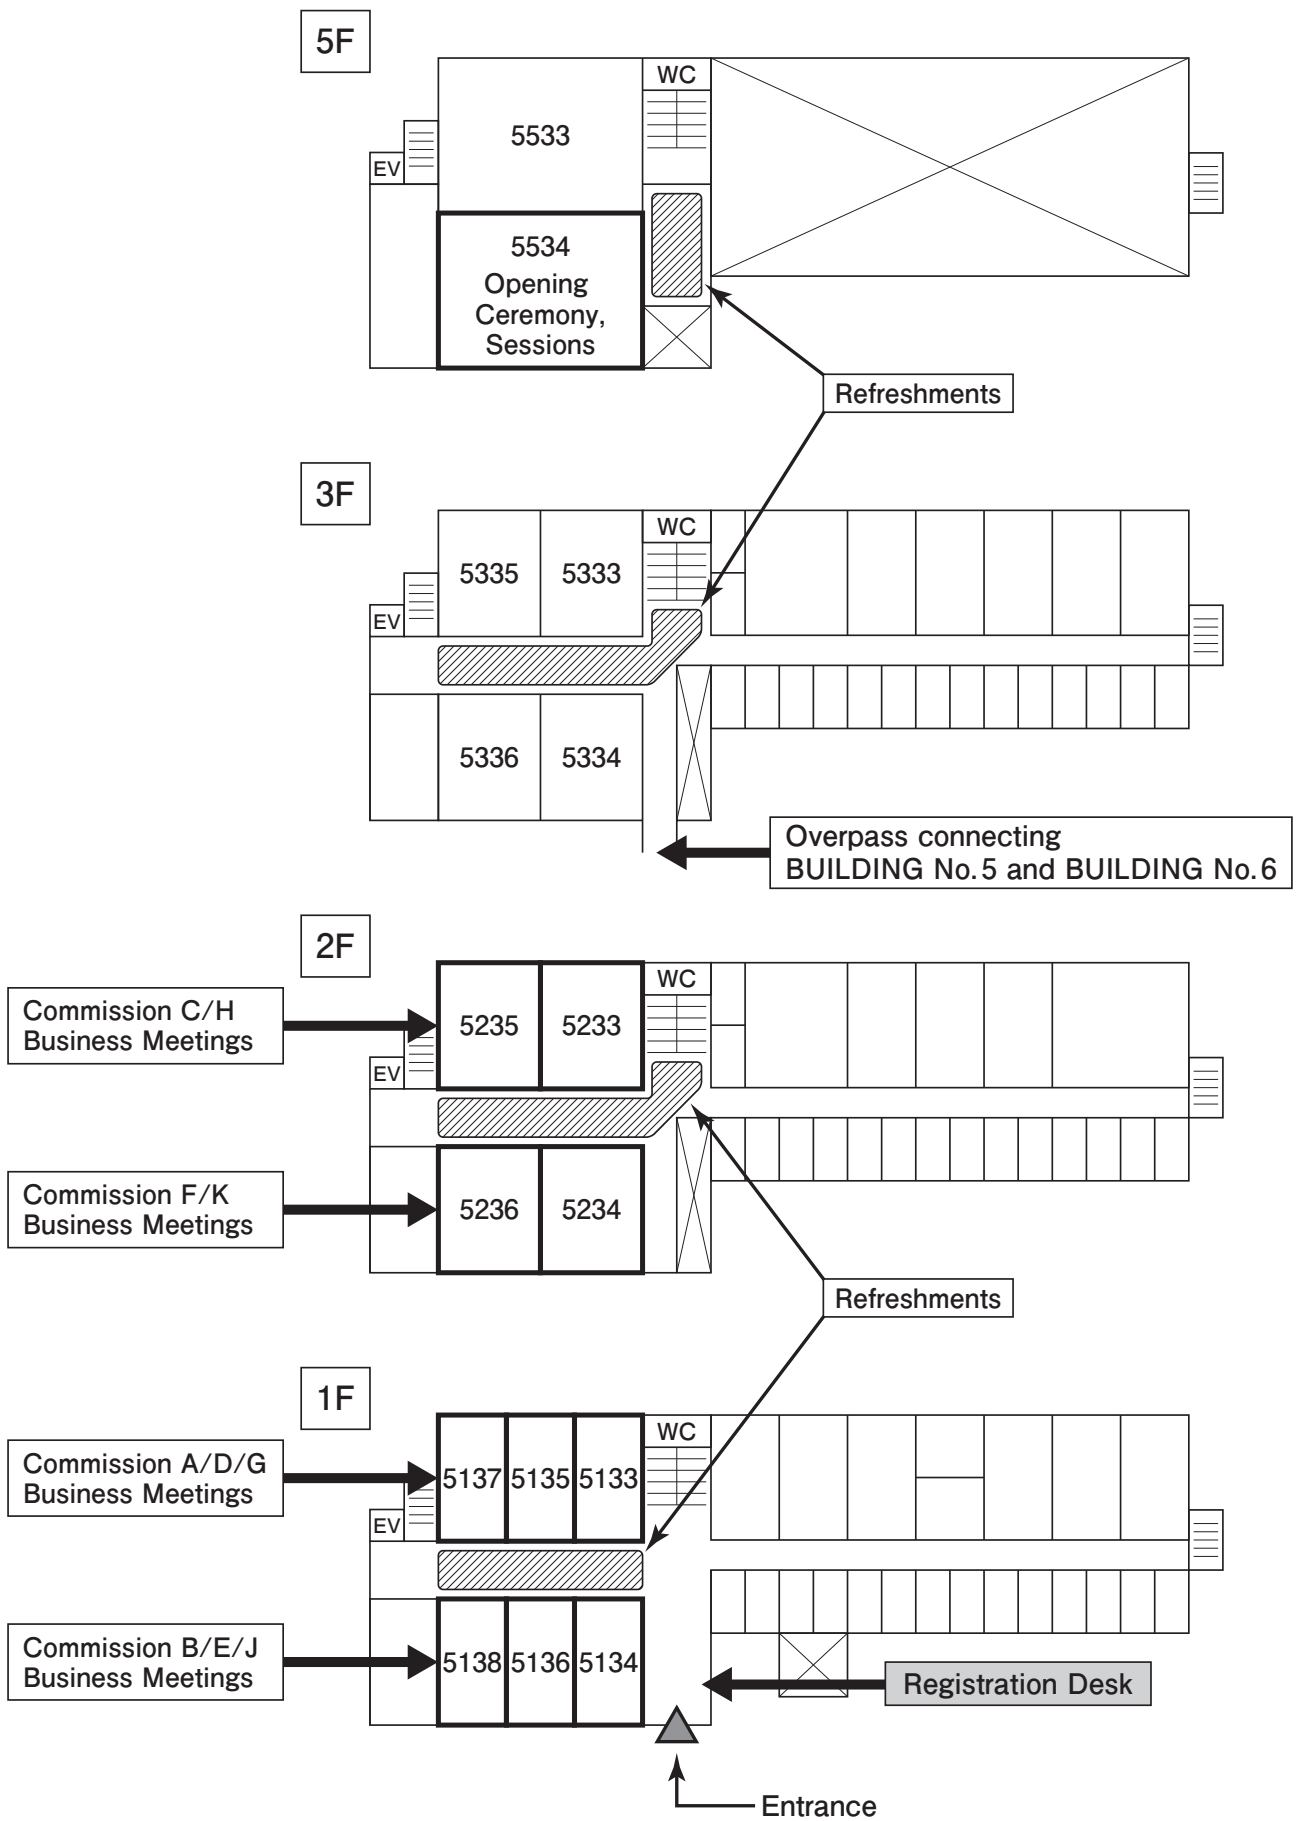 5F
WC
5533
EV
5534
Opening
Ceremony,
Sessions
Refreshments
3F
WC
5335
5333
EV
5336
5334
Overpass connecting
BUILDING No.5 and BUILDING No.6
2F
WC
Commission C/H
Business Meetings
5235
5233
EV
Commission F/K
Business Meetings
5236
5234
Refreshments
1F
WC
Commission A/D/G
Business Meetings
5137
5135
5133
EV
Commission B/E/J
Business Meetings
5138
5136
5134
Registration Desk
Entrance